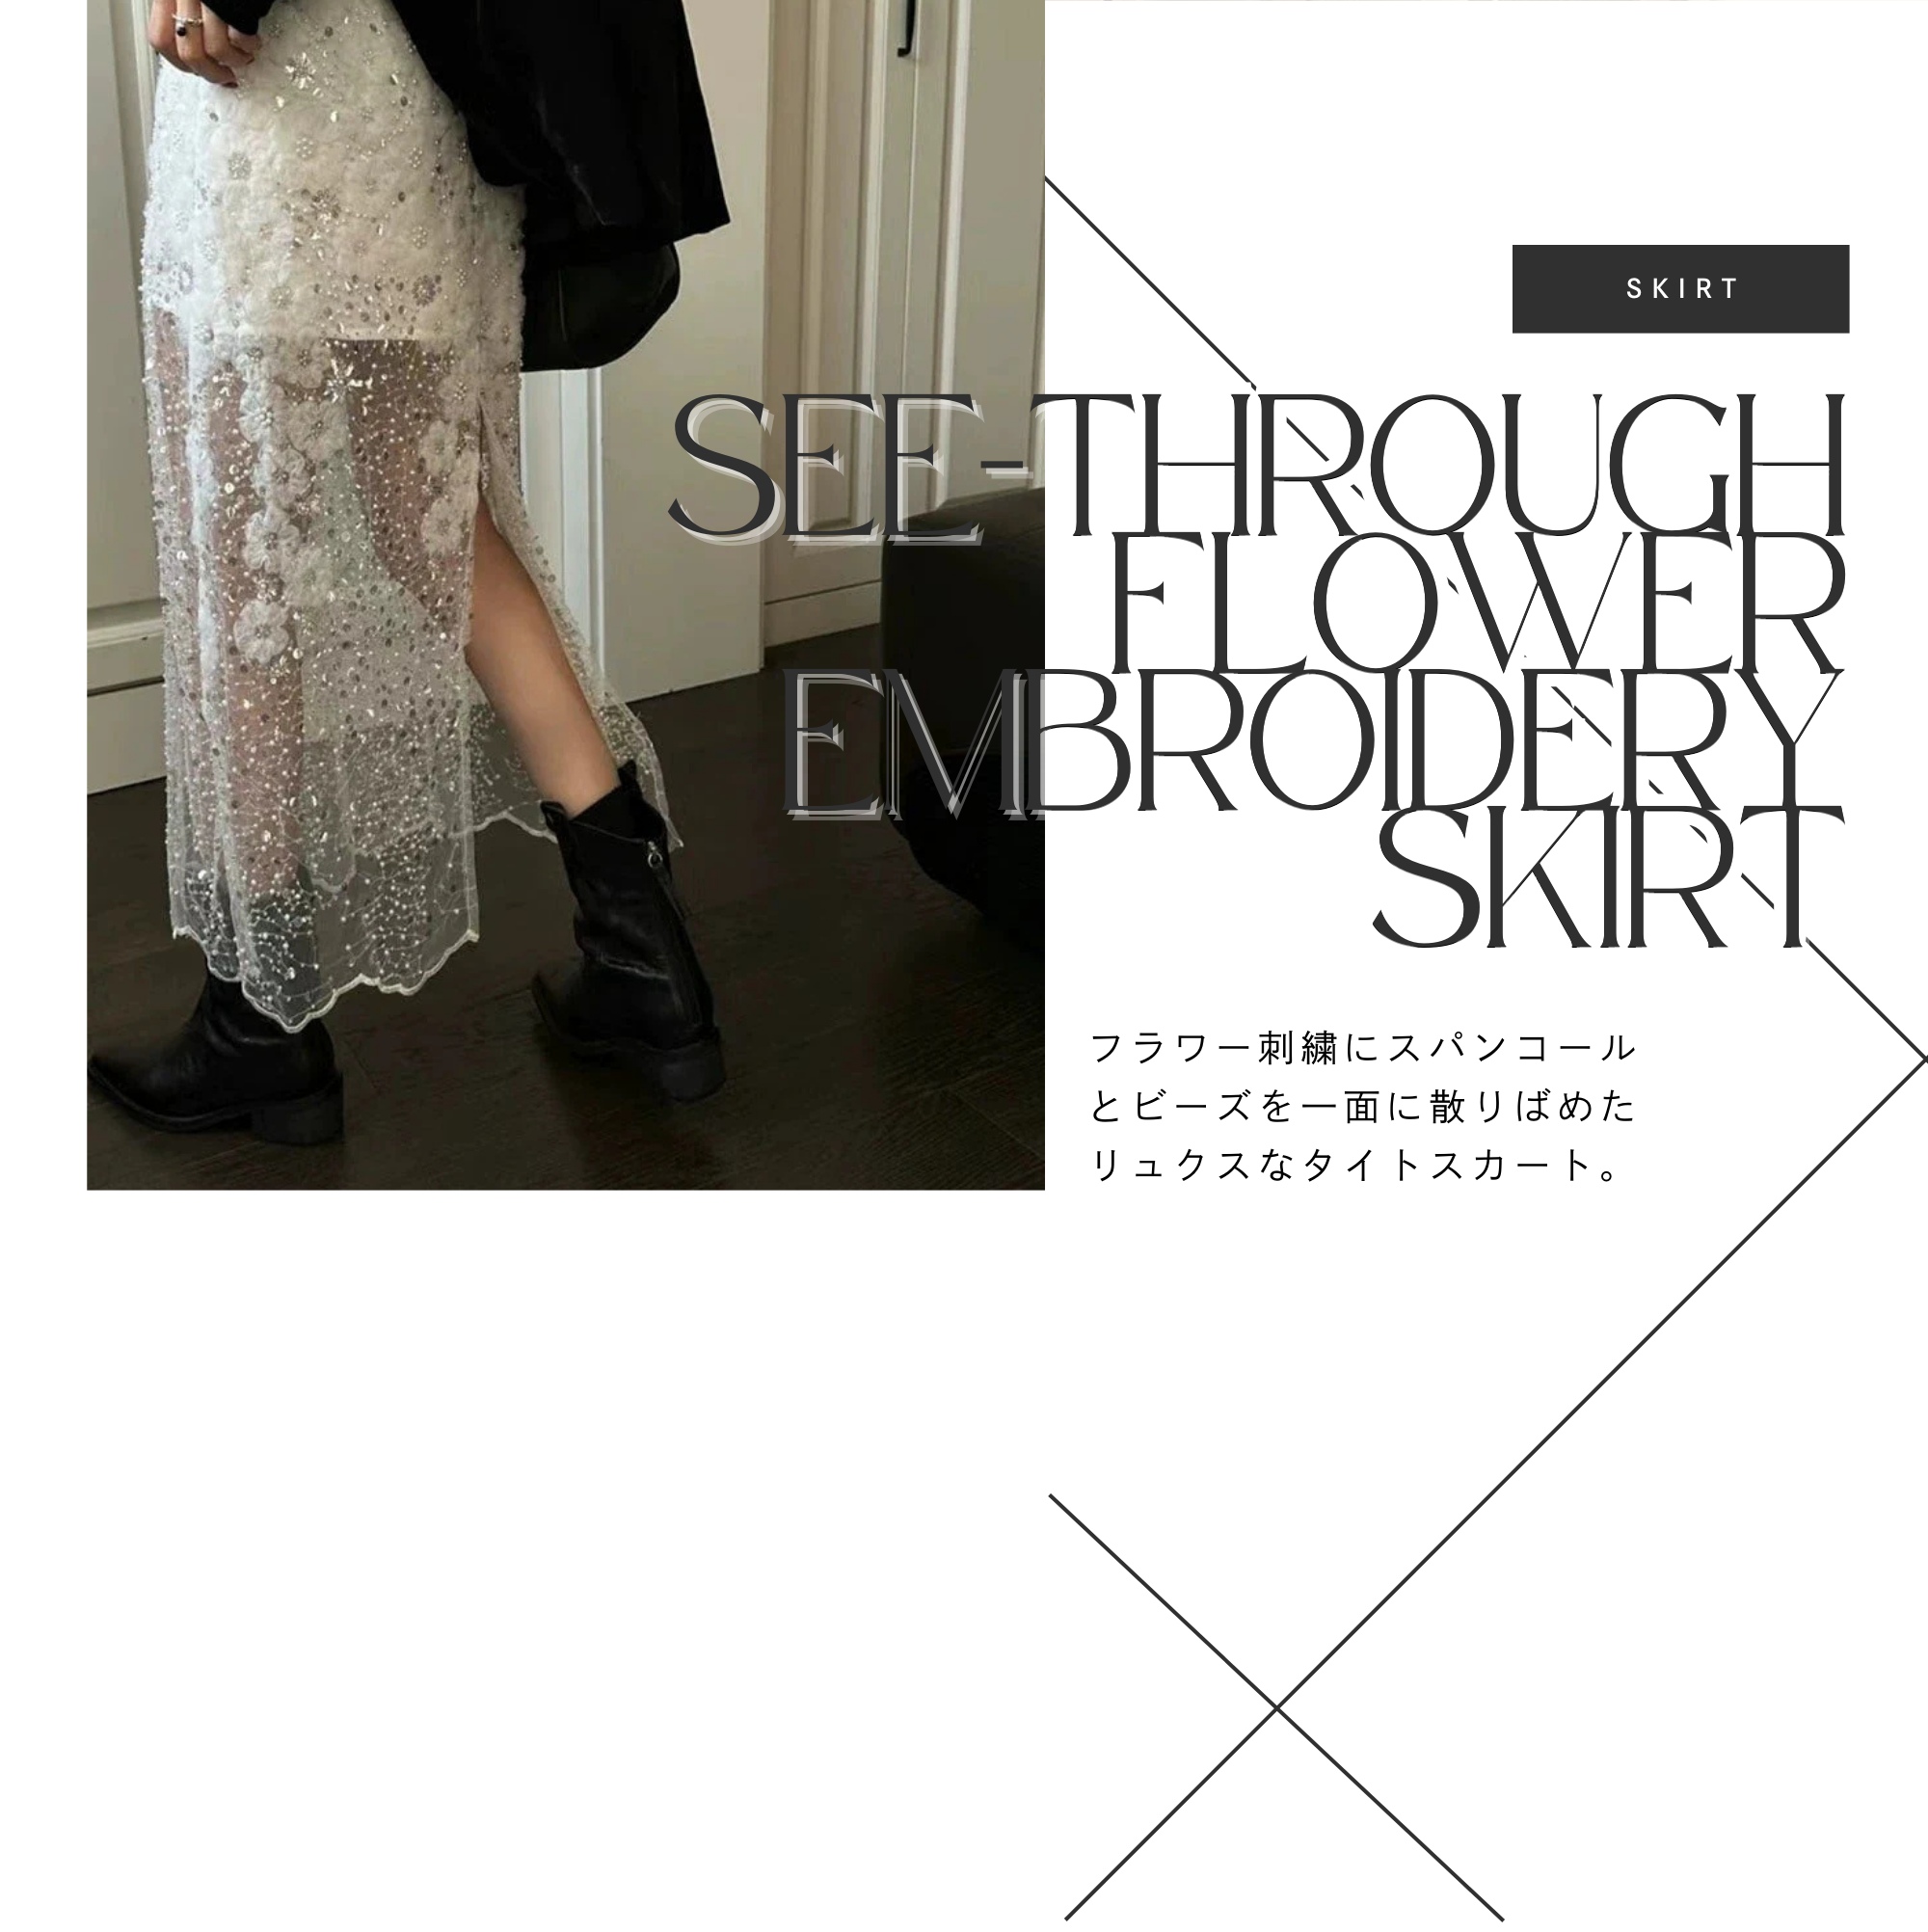 SKIRT
SEE-THROUGH
FLOWER
EMBROIDERY
SKIRT
フラワー刺繍にスパンコール
とビーズを一面に散りばめた
リュクスなタイトスカート。